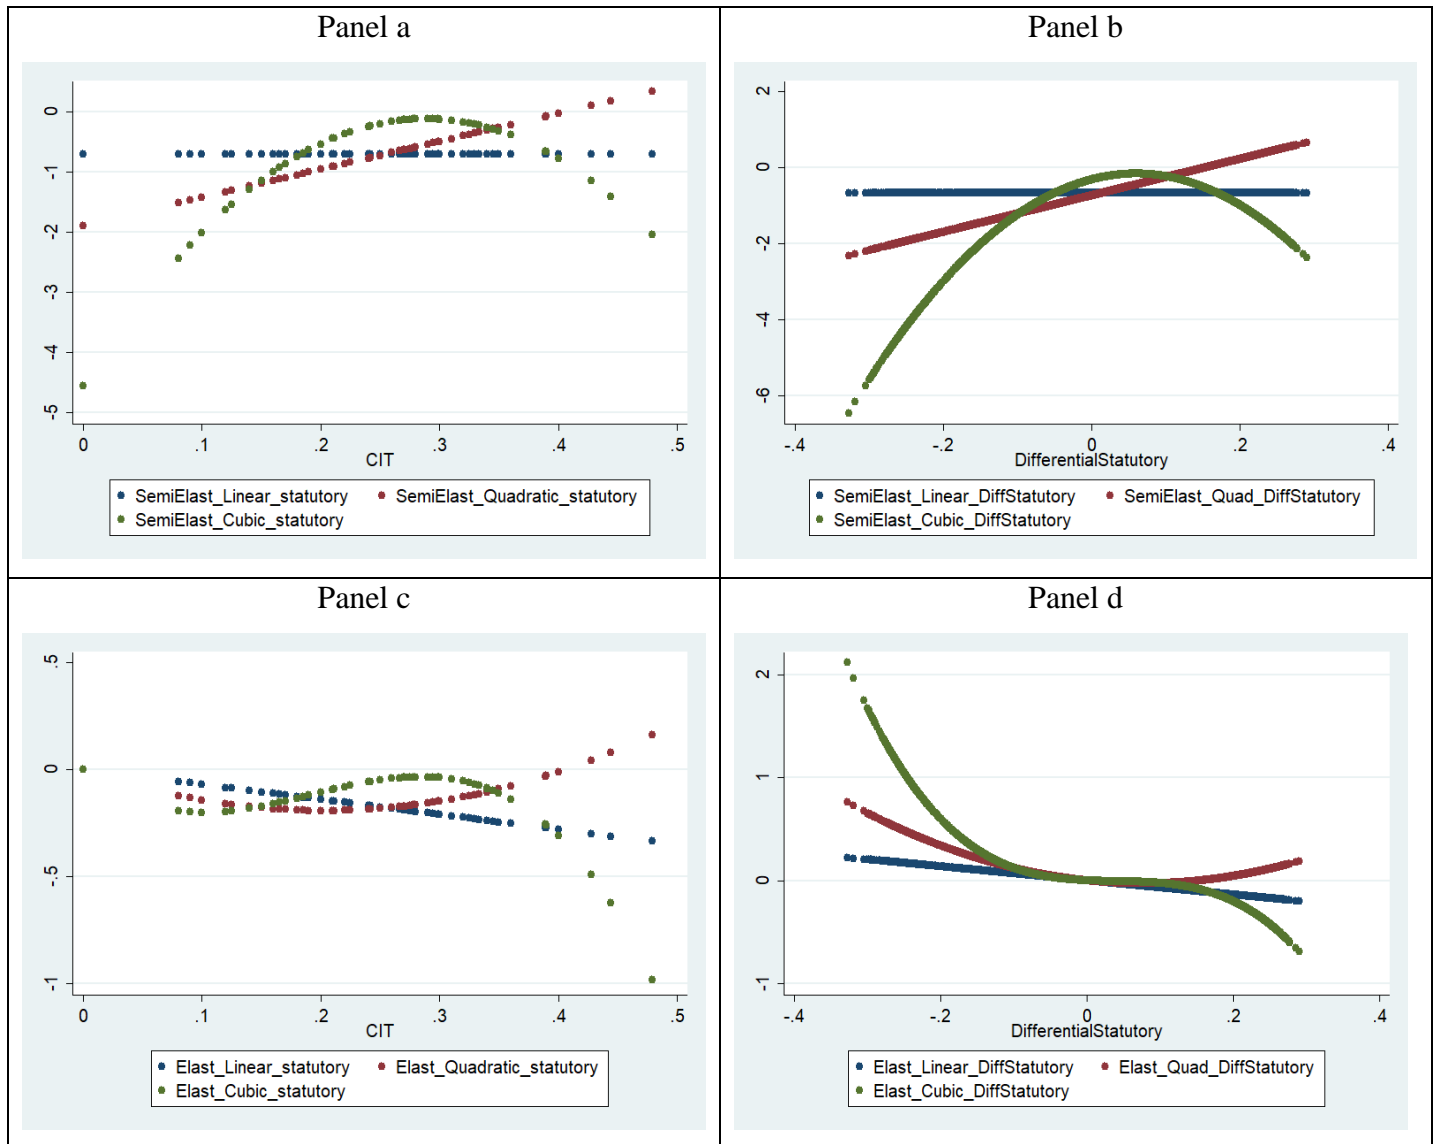 Panel a
0
-1
-2
-3
-4
-5
0 .1 .2 .3 .4 .5
CIT
SemiElast_Linear_statutory SemiElast_Quadratic_statutory
SemiElast_Cubic_statutory
Panel b
2
0
-2
-4
-6
-.4 -.2 0 .2 .4
DifferentialStatutory
SemiElast_Linear_DiffStatutory SemiElast_Quad_DiffStatutory
SemiElast_Cubic_DiffStatutory
Panel c
.5
0
-.5
-1
0 .1 .2 .3 .4 .5
CIT
Elast_Linear_statutory Elast_Quadratic_statutory
Elast_Cubic_statutory
Panel d
2
1
0
-1
-.4 -.2 0 .2 .4
DifferentialStatutory
Elast_Linear_DiffStatutory Elast_Quad_DiffStatutory
Elast_Cubic_DiffStatutory